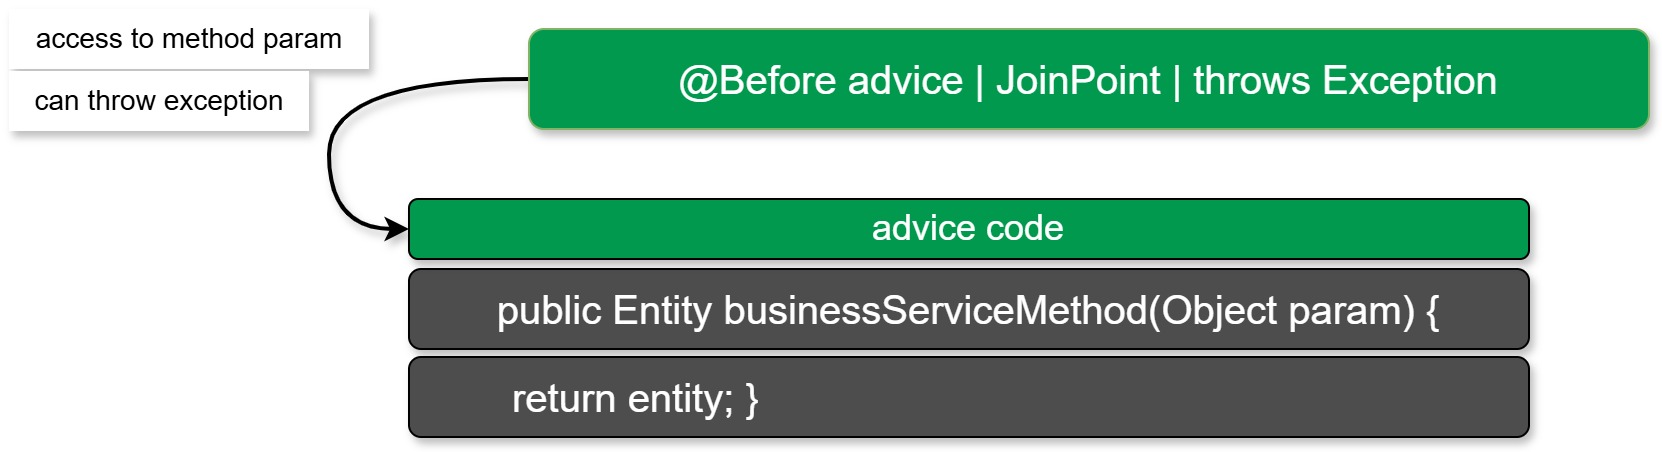 access to method param
can throw exception
@Before advice | JoinPoint | throws Exception
advice code
public Entity businessServiceMethod(Object param) {
return entity; }